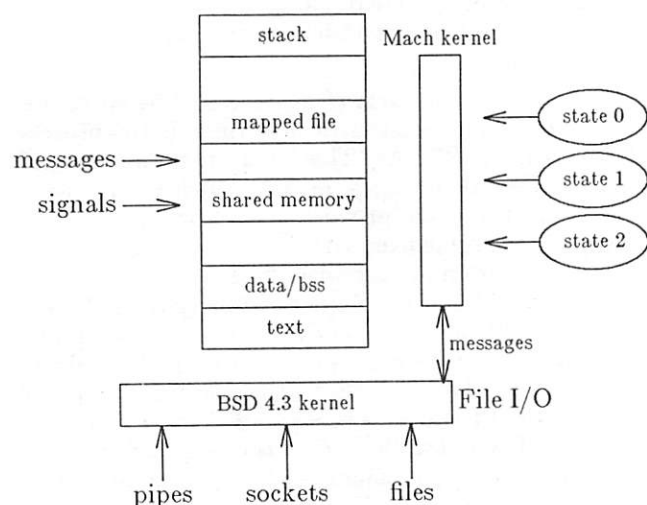 stack
Mach kernel
mapped file
state 0
messages
state 1
signals
shared memory
state 2
data/bss
text
messages
BSD 4.3 kernel
File I/O
pipes
sockets
files